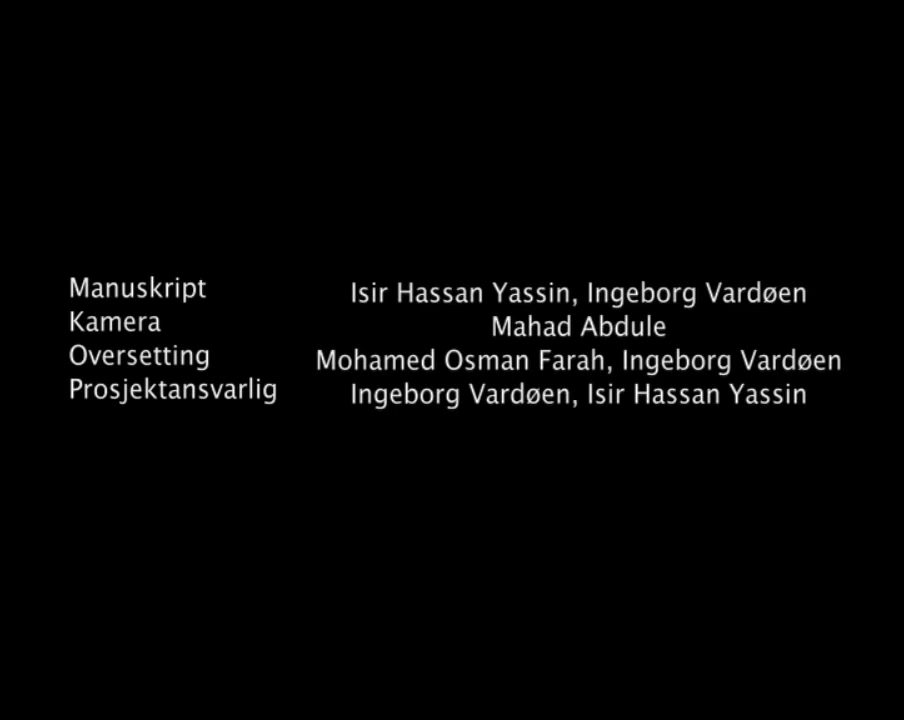 Manuskript Isir Hassan Yassin, Ingeborg Vardøen
Kamera Mahad Abdule
Oversetting Mohamed Osman Farah, Ingeborg Vardøen
Prosjektansvarlig Ingeborg Vardøen, Isir Hassan Yassin